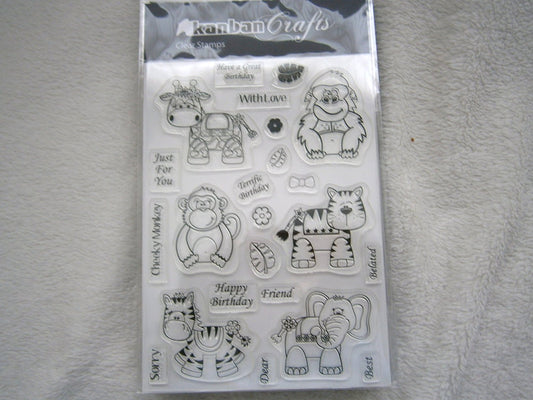 kanban Crafts
Clear Stamps
Have a Great
Birthday
With Love
Just
For
You
Terrific
Birthday
Cheeky Monkey
Belated
Happy
Birthday
Friend
Sorry
Dear
Best